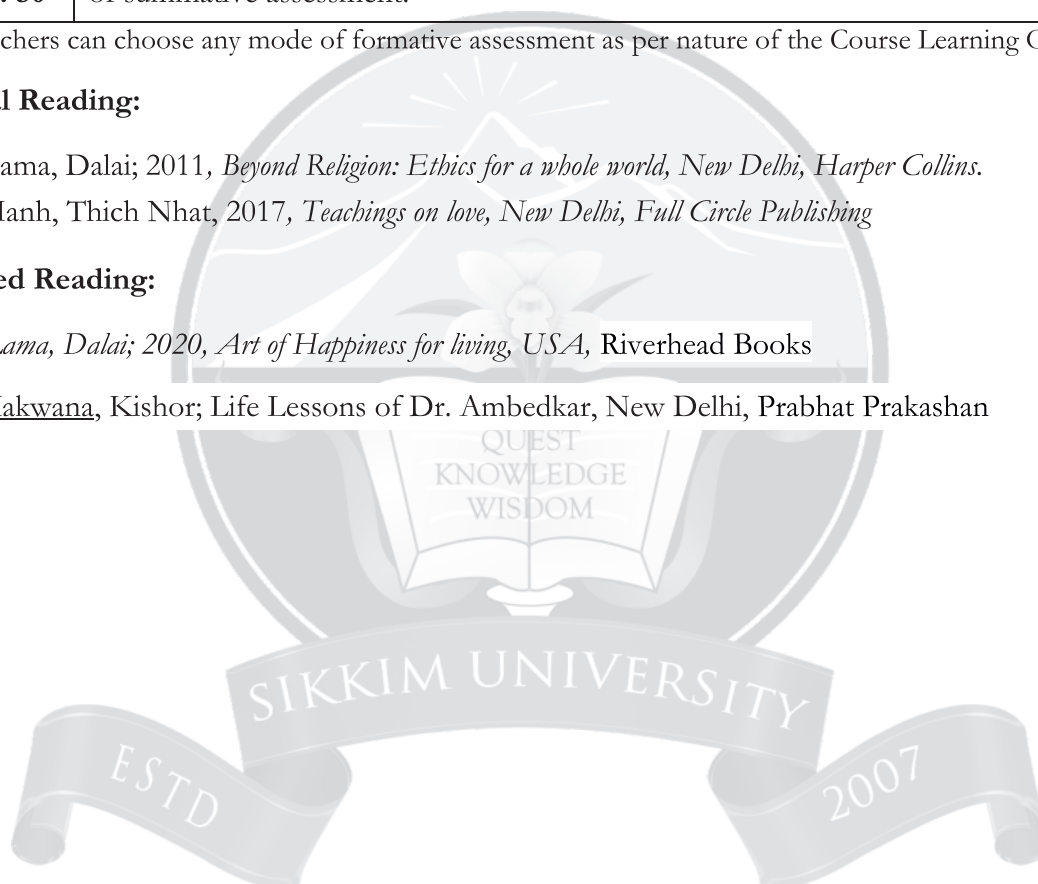 of summative assessment.
chers can choose any mode of formative assessment as per nature of the Course Learning
l Reading:
ama, Dalai; 2011, Beyond Religion: Ethics for a whole world, New Delhi, Harper Collins.
anh, Thich Nhat, 2017, Teachings on love, New Delhi, Full Circle Publishing
ed Reading:
ama, Dalai; 2020, Art of Happiness for living, USA, Riverhead Books
akwana, Kishor; Life Lessons of Dr. Ambedkar, New Delhi, Prabhat Prakashan
QUEST
KNOWLEDGE
WISDOM
SIKKIM UNIVERSITY
ESTD
2007